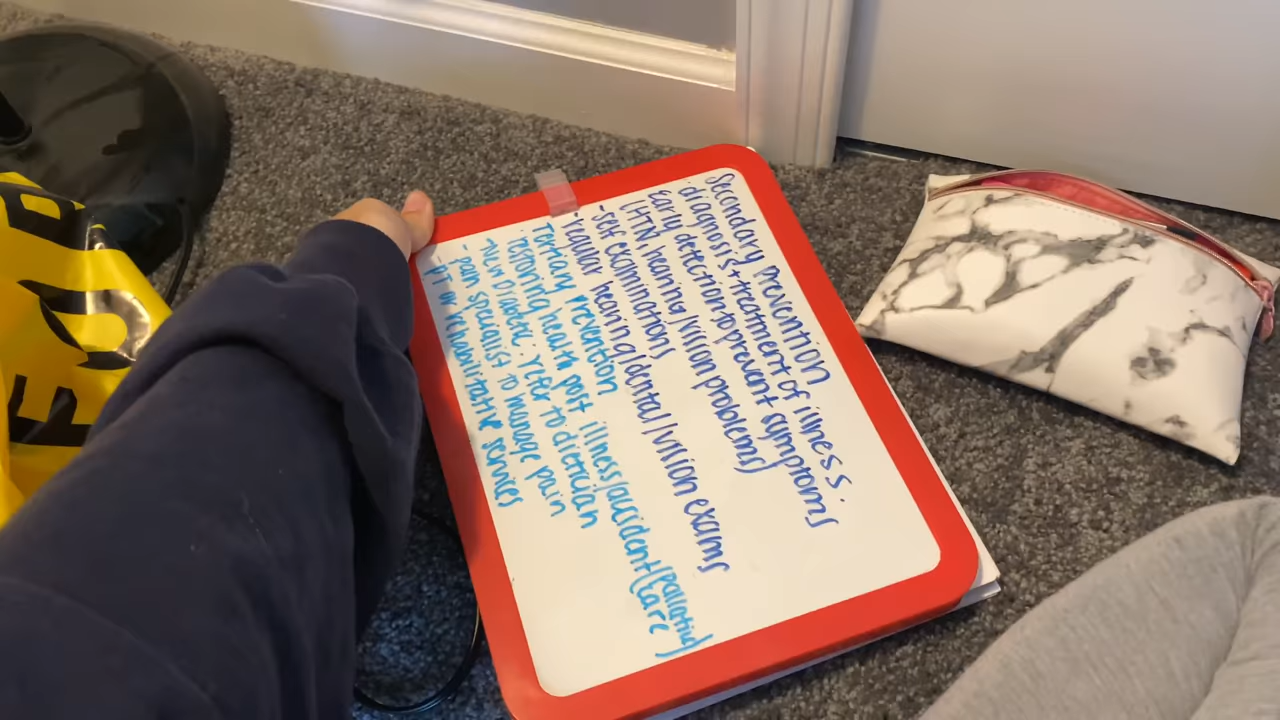 Secondary prevention
diagnosis + treatment of illness.
Early detection to prevent symptoms
(HTN hearing/vision problems)
-self examinations
-regular hearing/dental/vision exams
Tertiary prevention
restoring health post illness/accident (Palliative
Care)
new Diabetic: refer to dietician
- pain specialist to manage pain
PT or rehabilitative services